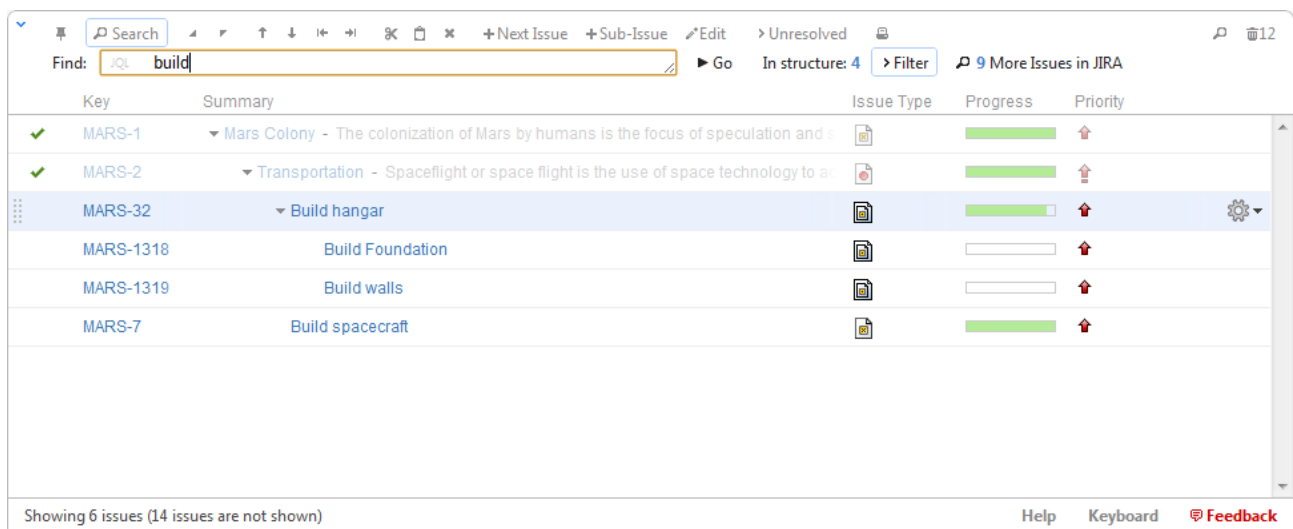 Search +Next Issue +Sub-Issue Edit > Unresolved 12
Find: JQL build Go In structure: 4 > Filter 9 More Issues in JIRA
Key Summary Issue Type Progress Priority
MARS-1 Mars Colony - The colonization of Mars by humans is the focus of speculation and
MARS-2 Transportation - Spaceflight or space flight is the use of space technology to
MARS-32 Build hangar
MARS-1318 Build Foundation
MARS-1319 Build walls
MARS-7 Build spacecraft
Showing 6 issues (14 issues are not shown) Help Keyboard Feedback